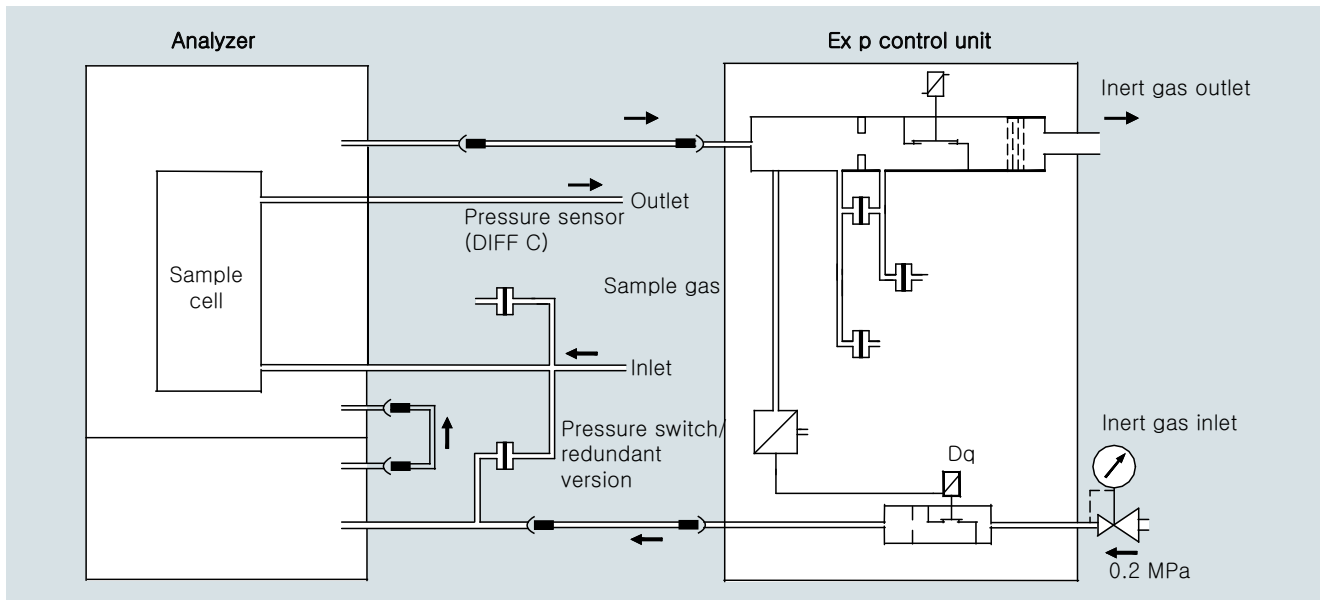 Analyzer
Ex p control unit
Inert gas outlet
Outlet
Pressure sensor
(DIFF C)
Sample
cell
Sample gas
Inlet
Inert gas inlet
Pressure switch/
redundant
version
Dq
0.2 MPa